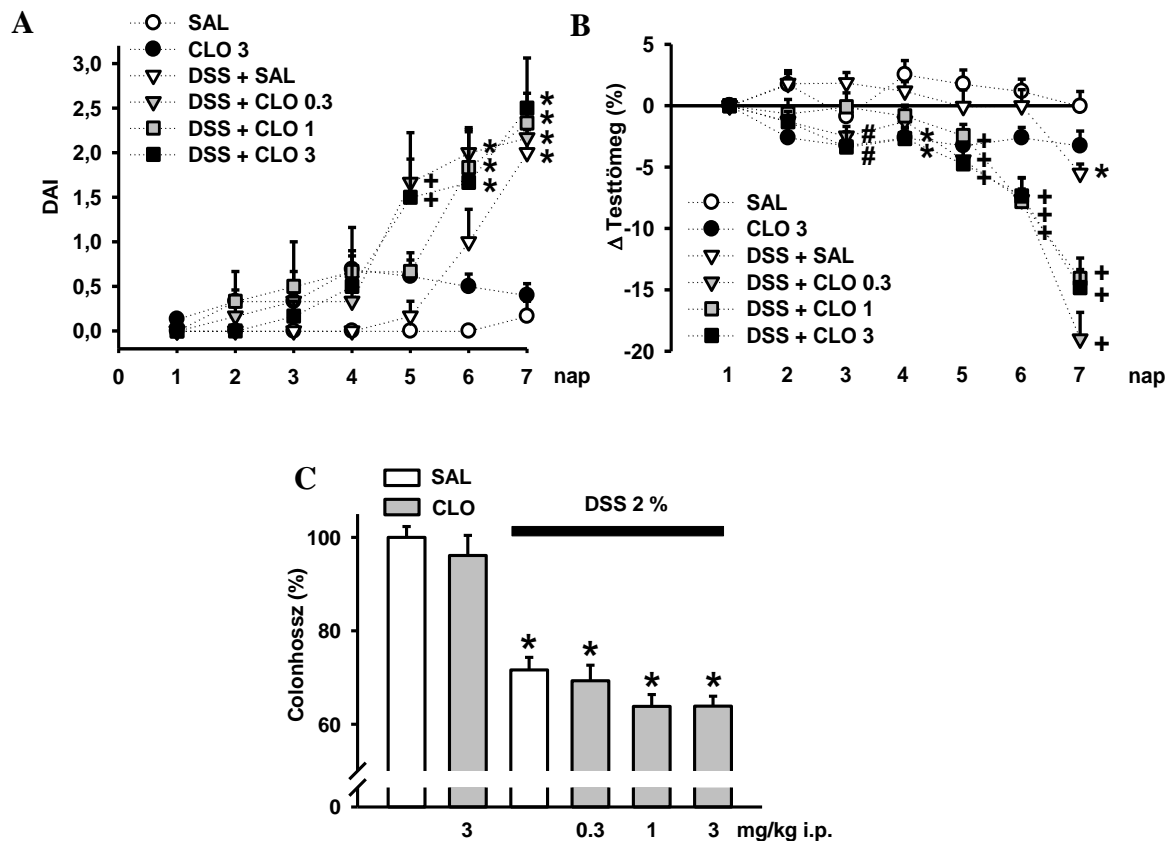 A
SAL
CLO 3
DSS + SAL
DSS + CLO 0.3
DSS + CLO 1
DSS + CLO 3
DAI
3,0
2,5
2,0
1,5
1,0
0,5
0,0
+
+
*
*
*
*
*
*
*
0 1 2 3 4 5 6 7 nap
B
Δ Testtömeg (%)
5
0
-5
-10
-15
-20
#
#
*
*
+
+
+
+
+
+
*
+
+
+
SAL
CLO 3
DSS + SAL
DSS + CLO 0.3
DSS + CLO 1
DSS + CLO 3
1 2 3 4 5 6 7 nap
C
SAL
CLO
DSS 2 %
Colonhossz (%)
100
80
60
0
* * * *
3 0.3 1 3 mg/kg i.p.